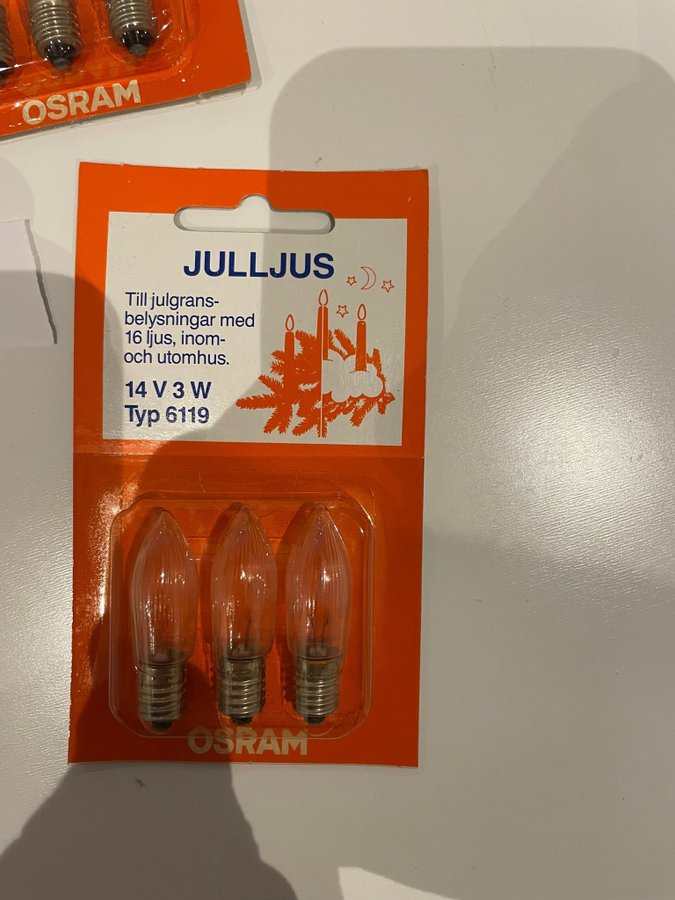 OSRAM
JULLJUS
Till julgrans-
belysningar med
16 ljus, inom-
och utomhus.
14 V 3 W
Typ 6119
OSRAM